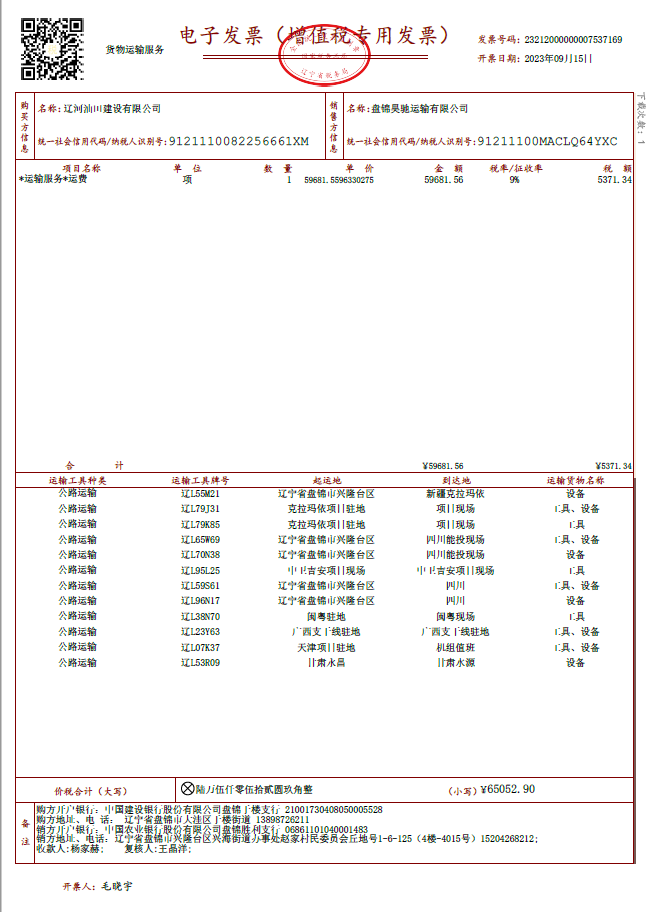 电子发票（增值税专用发票）
货物运输服务
发票号码: 23212000000007537169
开票日期: 2023年09月15日
辽宁省税务局
下载次数: 1
购买方信息
名称: 辽河油田建设有限公司
统一社会信用代码/纳税人识别号: 9121110082256661XM
销售方信息
名称: 盘锦昊驰运输有限公司
统一社会信用代码/纳税人识别号: 91211100MACLQ64YXC
项目名称 单位 数量 单价 金额 税率/征收率 税额
*运输服务*运费 项 1 59681.5596330275 59681.56 9% 5371.34
合计 ¥59681.56 ¥5371.34
运输工具种类 运输工具牌号 起运地 到达地 运输货物名称
公路运输 辽L55M21 辽宁省盘锦市兴隆台区 新疆克拉玛依 设备
公路运输 辽L79J31 克拉玛依项目驻地 项目现场 工具、设备
公路运输 辽L79K85 克拉玛依项目驻地 项目现场 工具
公路运输 辽L65W69 辽宁省盘锦市兴隆台区 四川能投现场 工具、设备
公路运输 辽L70N38 辽宁省盘锦市兴隆台区 四川能投现场 设备
公路运输 辽L95L25 中卫吉安项目现场 中卫吉安项目现场 工具
公路运输 辽L59S61 辽宁省盘锦市兴隆台区 四川 工具、设备
公路运输 辽L96N17 辽宁省盘锦市兴隆台区 四川 设备
公路运输 辽L38N70 闽粤驻地 闽粤现场 工具
公路运输 辽L23Y63 广西支干线驻地 广西支干线驻地 工具、设备
公路运输 辽L07K37 天津项目驻地 机组值班 工具、设备
公路运输 辽L53R09 甘肃永昌 甘肃水源 设备
价税合计（大写） ⊗陆万伍仟零伍拾贰圆玖角整 （小写）¥65052.90
备注
购方开户银行: 中国建设银行股份有限公司盘锦于楼支行 21001730408050005528
购方地址、电 话: 辽宁省盘锦市大洼区于楼街道 13898726211
销方开户银行: 中国农业银行股份有限公司盘锦胜利支行 06861101040001483
销方地址、电话: 辽宁省盘锦市兴隆台区兴海街道办事处赵家村民委员会丘地号1-6-125（4楼-4015号）15204268212;
收款人:杨家赫; 复核人:王晶洋;
开票人: 毛晓宇